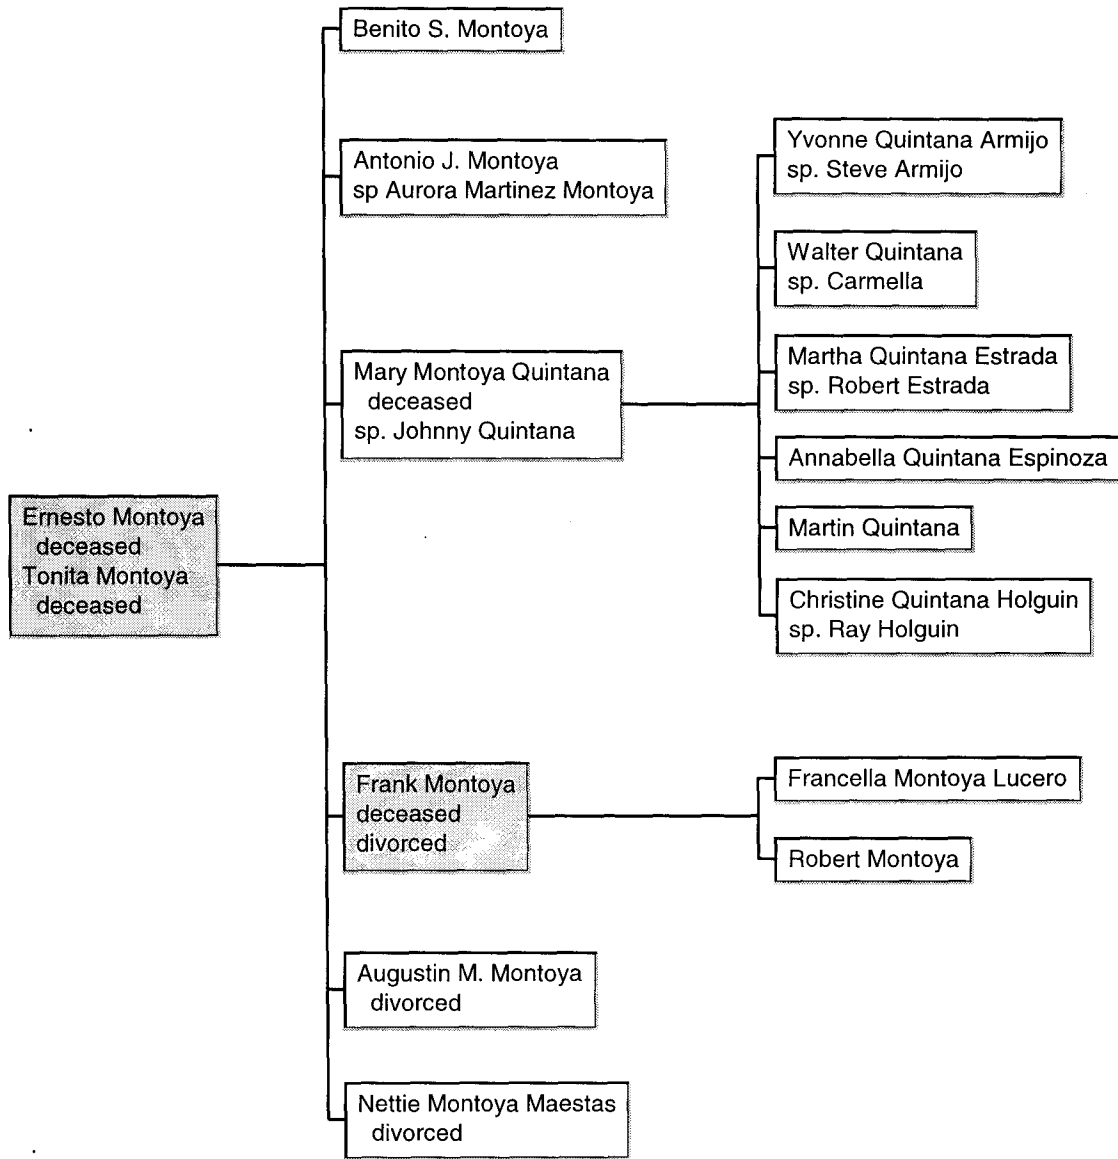 Benito S. Montoya
Antonio J. Montoya
sp Aurora Martinez Montoya
Mary Montoya Quintana
deceased
sp. Johnny Quintana
Yvonne Quintana Armijo
sp. Steve Armijo
Walter Quintana
sp. Carmella
Martha Quintana Estrada
sp. Robert Estrada
Annabella Quintana Espinoza
Martin Quintana
Christine Quintana Holguin
sp. Ray Holguin
Ernesto Montoya
deceased
Tonita Montoya
deceased
Frank Montoya
deceased
divorced
Francella Montoya Lucero
Robert Montoya
Augustin M. Montoya
divorced
Nettie Montoya Maestas
divorced